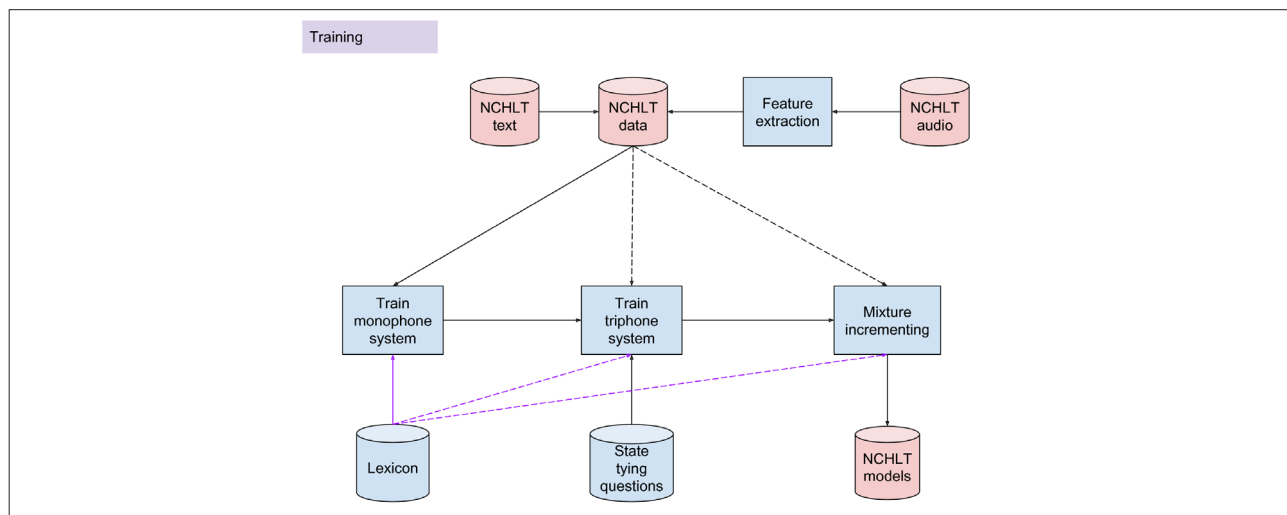 Training
NCHLT
text
NCHLT
data
Feature
extraction
NCHLT
audio
Train
monophone
system
Train
triphone
system
Mixture
incrementing
Lexicon
State
tying
questions
NCHLT
models